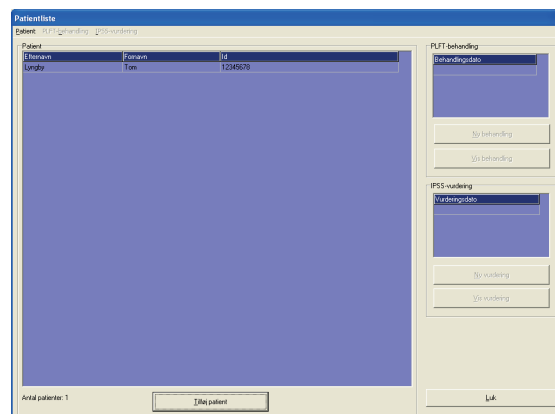 Patientliste
Patient PLFT-behandling IPSS-vurdering
Patient
Efternavn Fornavn Id
Lyngby Tom 12345678
Antal patienter: 1
Tilføj patient
PLFT-behandling
Behandlingsdato
Ny behandling
Vis behandling
IPSS-vurdering
Vurderingsdato
Ny vurdering
Vis vurdering
Luk